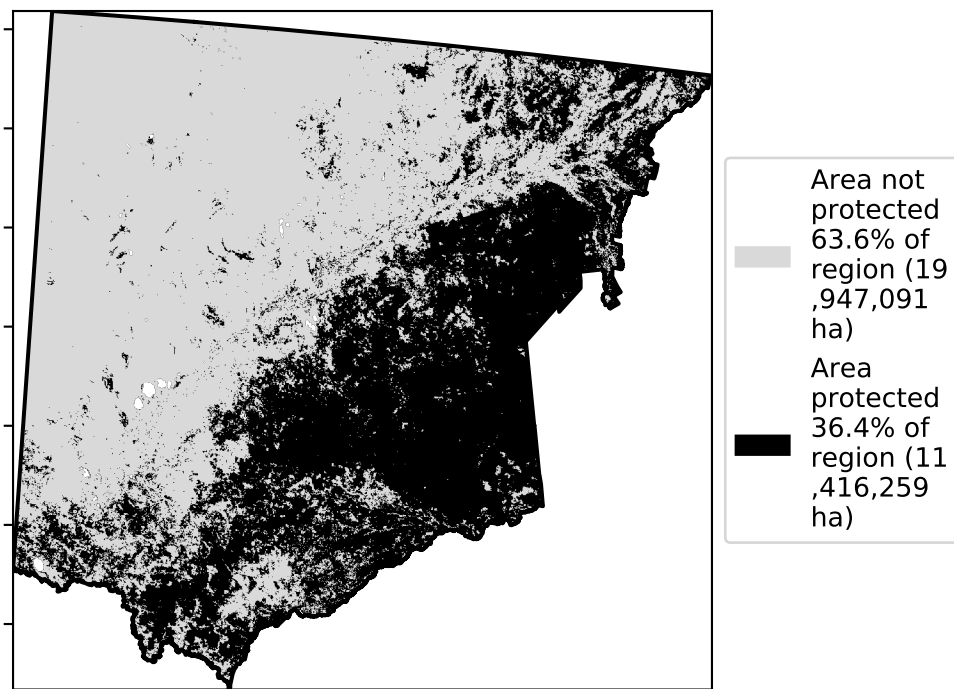 Area not
protected
63.6% of
region (19
,947,091
ha)
Area
protected
36.4% of
region (11
,416,259
ha)